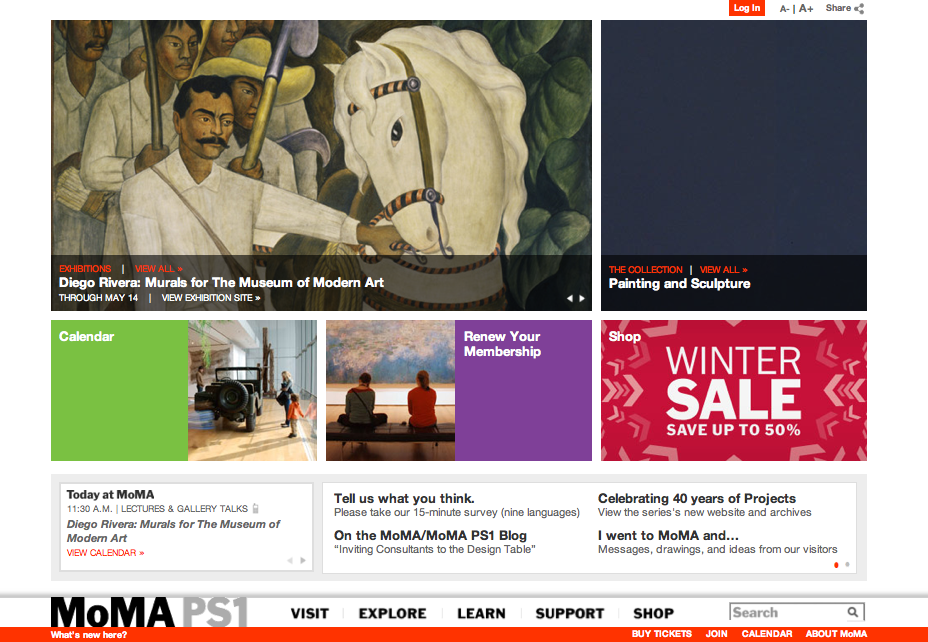 Log In
A- | A+
Share
EXHIBITIONS | VIEW ALL »
Diego Rivera: Murals for The Museum of Modern Art
THROUGH MAY 14 | VIEW EXHIBITION SITE »
THE COLLECTION | VIEW ALL »
Painting and Sculpture
Calendar
Renew Your
Membership
Shop
WINTER
SALE
SAVE UP TO 50%
Today at MoMA
11:30 A.M. | LECTURES & GALLERY TALKS
Diego Rivera: Murals for The Museum of
Modern Art
VIEW CALENDAR »
Tell us what you think.
Please take our 15-minute survey (nine languages)
On the MoMA/MoMA PS1 Blog
“Inviting Consultants to the Design Table”
Celebrating 40 years of Projects
View the series's new website and archives
I went to MoMA and...
Messages, drawings, and ideas from our visitors
MoMA PS1
VISIT
EXPLORE
LEARN
SUPPORT
SHOP
Search
What's new here?
BUY TICKETS
JOIN
CALENDAR
ABOUT MoMA